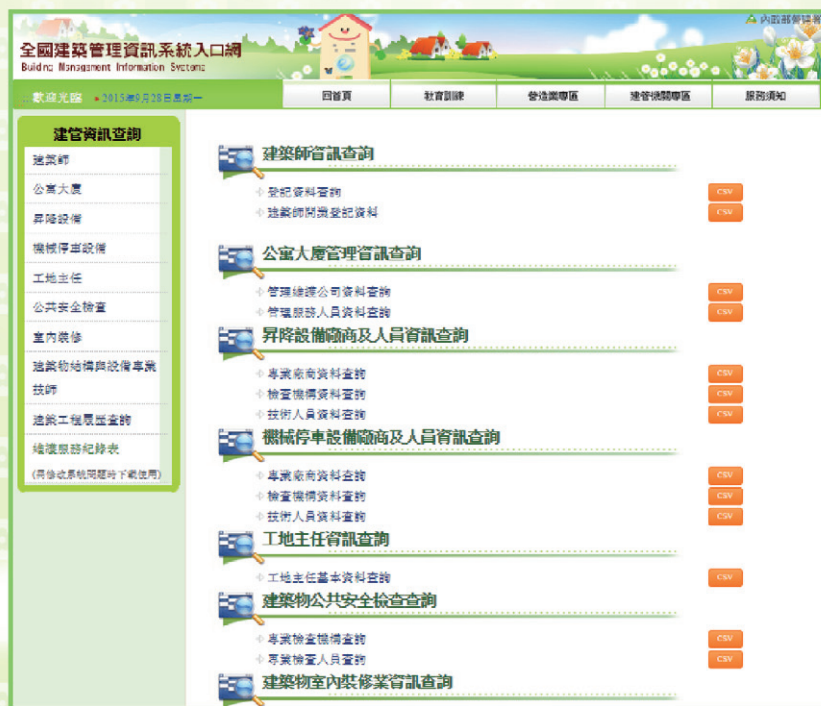 內政部營建署
全國建築管理資訊系統入口網
Building Management Information Systems
歡迎光臨 2015年9月28日星期一
回首頁
教育訓練
營造業專區
建管機關專區
服務須知
建管資訊查詢
建築師
公寓大廈
昇降設備
機械停車設備
工地主任
公共安全檢查
室內裝修
建築物結構與設備專業
技師
建築工程履歷查詢
維護服務紀錄表
(需修改系統問題時下載使用)
建築師資訊查詢
登記資料查詢 CSV
建築師開業登記資料 CSV
公寓大廈管理資訊查詢
管理維護公司資料查詢 CSV
管理服務人員資料查詢 CSV
昇降設備廠商及人員資訊查詢
專業廠商資料查詢 CSV
檢查機構資料查詢 CSV
技術人員資料查詢 CSV
機械停車設備廠商及人員資訊查詢
專業廠商資料查詢 CSV
檢查機構資料查詢 CSV
技術人員資料查詢 CSV
工地主任資訊查詢
工地主任基本資料查詢 CSV
建築物公共安全檢查查詢
專業檢查機構查詢 CSV
專業檢查人員查詢 CSV
建築物室內裝修業資訊查詢